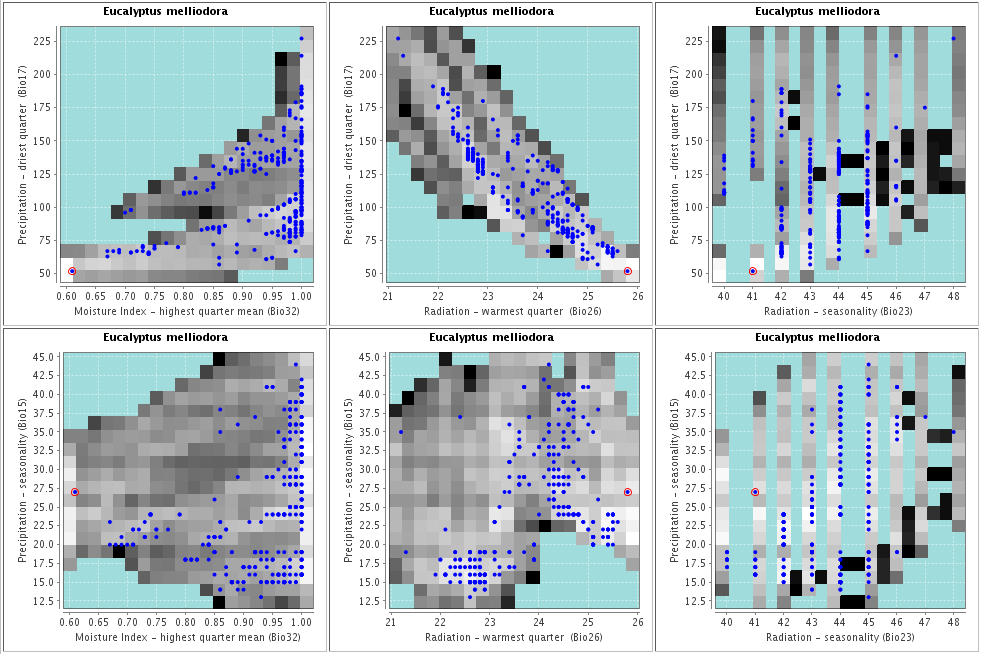 Eucalyptus melliodora
Precipitation - driest quarter (Bio17)
225
200
175
150
125
100
75
50
0.60 0.65 0.70 0.75 0.80 0.85 0.90 0.95 1.00
Moisture Index - highest quarter mean (Bio32)
Eucalyptus melliodora
Precipitation - driest quarter (Bio17)
225
200
175
150
125
100
75
50
21 22 23 24 25 26
Radiation - warmest quarter (Bio26)
Eucalyptus melliodora
Precipitation - driest quarter (Bio17)
225
200
175
150
125
100
75
50
40 41 42 43 44 45 46 47 48
Radiation - seasonality (Bio23)
Eucalyptus melliodora
Precipitation - seasonality (Bio15)
45.0
42.5
40.0
37.5
35.0
32.5
30.0
27.5
25.0
22.5
20.0
17.5
15.0
12.5
0.60 0.65 0.70 0.75 0.80 0.85 0.90 0.95 1.00
Moisture Index - highest quarter mean (Bio32)
Eucalyptus melliodora
Precipitation - seasonality (Bio15)
45.0
42.5
40.0
37.5
35.0
32.5
30.0
27.5
25.0
22.5
20.0
17.5
15.0
12.5
21 22 23 24 25 26
Radiation - warmest quarter (Bio26)
Eucalyptus melliodora
Precipitation - seasonality (Bio15)
45.0
42.5
40.0
37.5
35.0
32.5
30.0
27.5
25.0
22.5
20.0
17.5
15.0
12.5
40 41 42 43 44 45 46 47 48
Radiation - seasonality (Bio23)